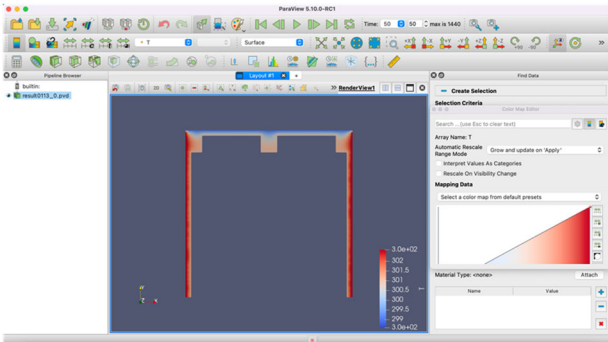 ParaView 5.10.0-RC1
Time: 50 50 max is 1440
T
Surface
+X -X +Y -Y +Z -Z
Pipeline Browser
Layout #1
Find Data
builtin:
result0113_0.pvd
3D
RenderView1
Create Selection
Selection Criteria
Color Map Editor
Search ... (use Esc to clear text)
Array Name: T
Automatic Rescale
Range Mode
Grow and update on 'Apply'
Interpret Values As Categories
Rescale On Visibility Change
Mapping Data
Select a color map from default presets
3.0e+02
302
301.5
301
300.5
300
299.5
299
3.0e+02
T
Material Type: <none>
Attach
Name
Value